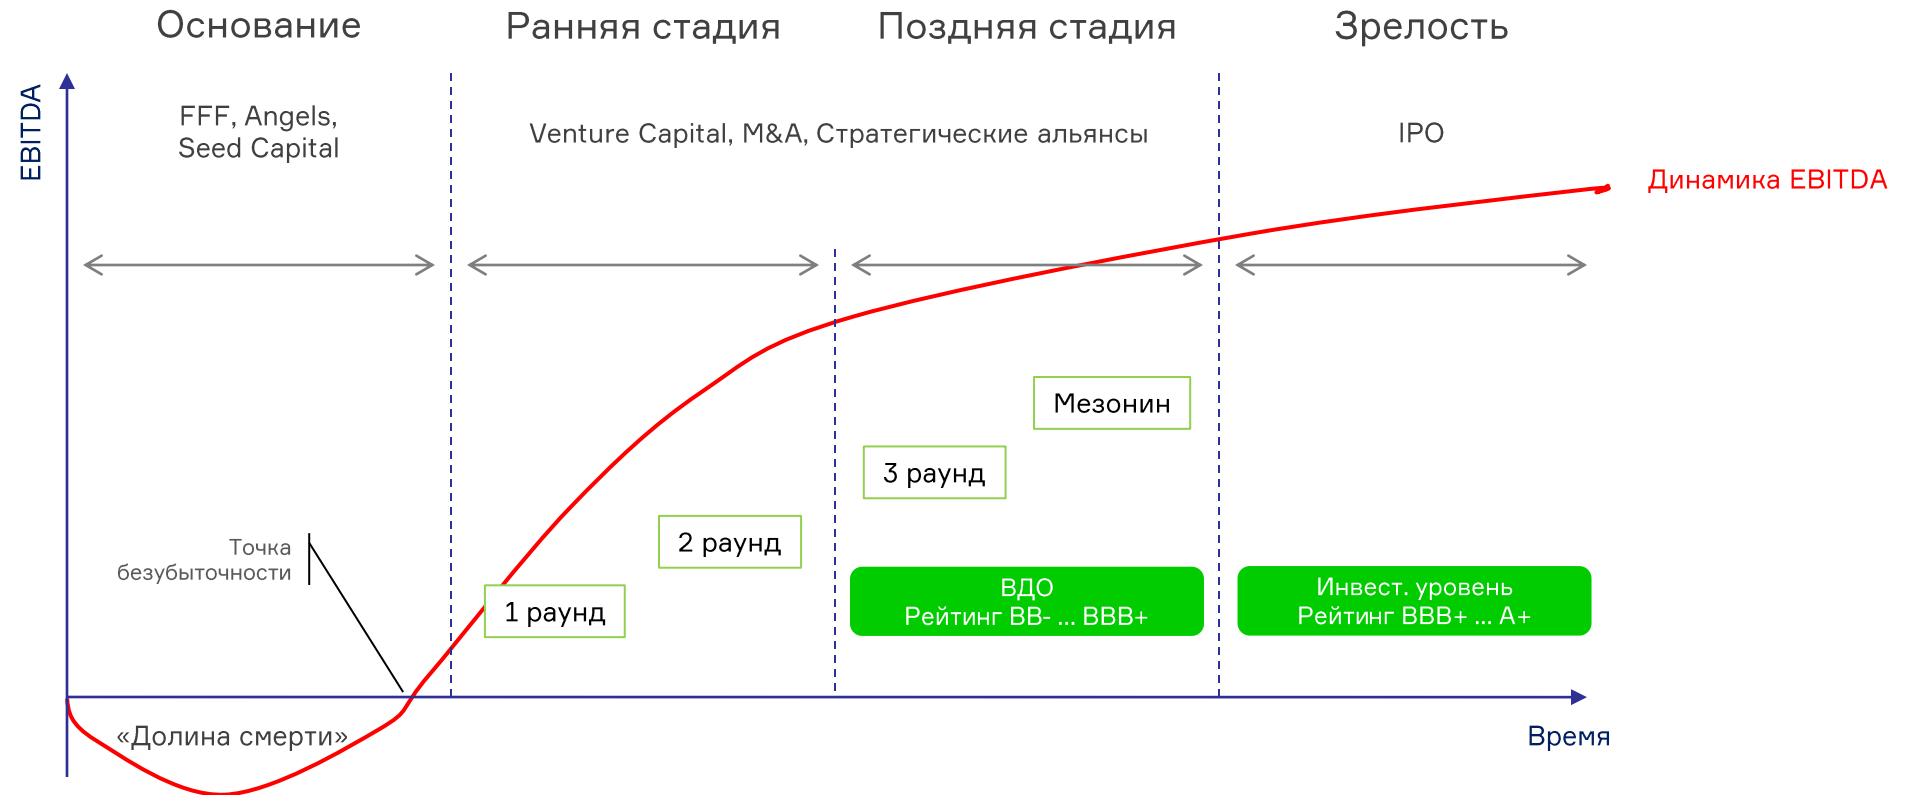 Основание
Ранняя стадия
Поздняя стадия
Зрелость
EBITDA
FFF, Angels,
Seed Capital
Venture Capital, M&A, Стратегические альянсы
IPO
Динамика EBITDA
Мезонин
3 раунд
2 раунд
1 раунд
Точка
безубыточности
ВДО
Рейтинг BB- ... BBB+
Инвест. уровень
Рейтинг BBB+ ... A+
«Долина смерти»
Время